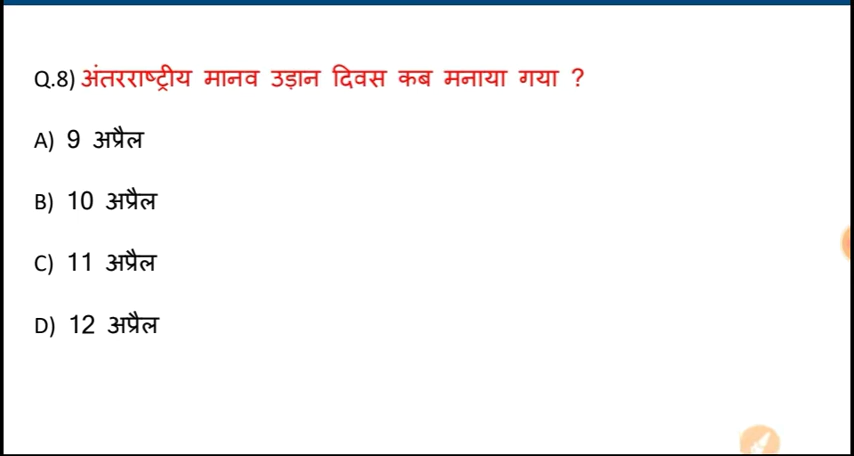 Q.8) अंतरराष्ट्रीय मानव उड़ान दिवस कब मनाया गया ?
A) 9 अप्रैल
B) 10 अप्रैल
C) 11 अप्रैल
D) 12 अप्रैल